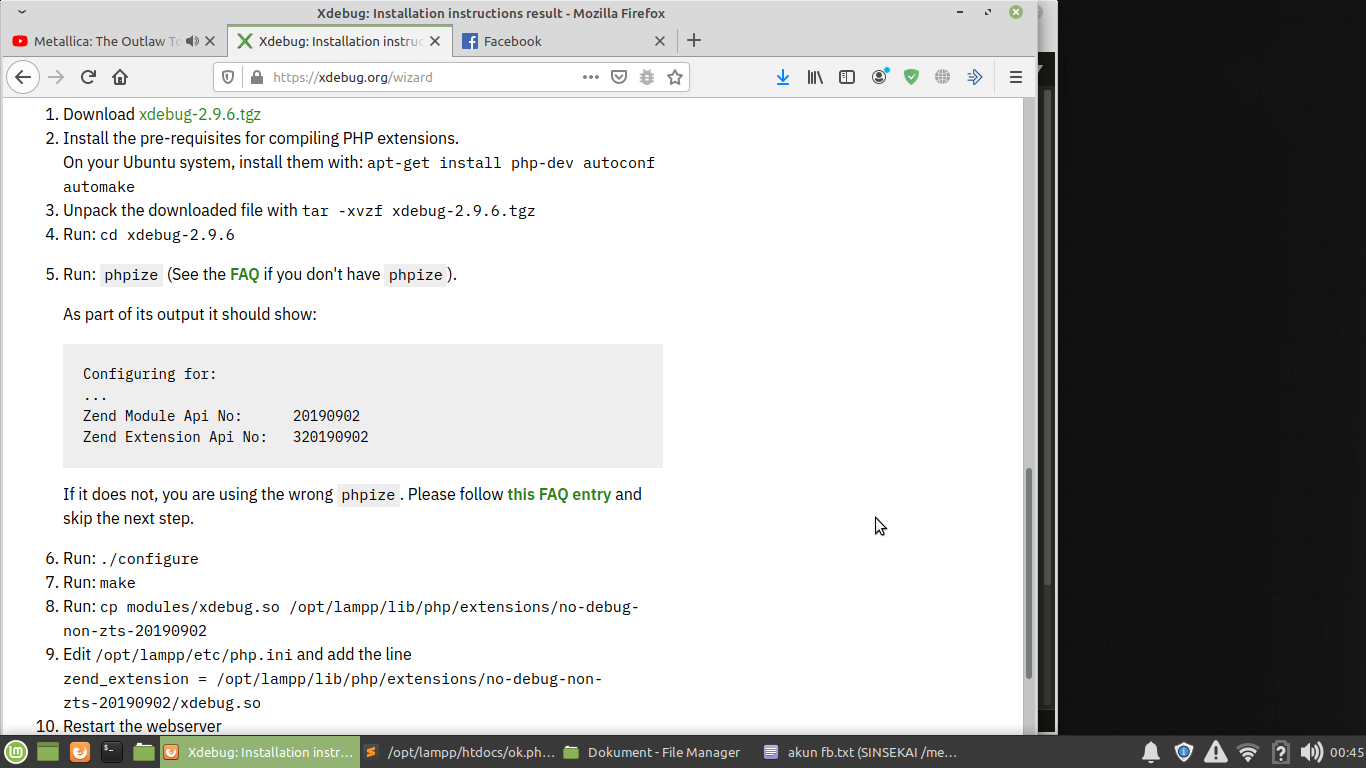 Xdebug: Installation instructions result - Mozilla Firefox
Metallica: The Outlaw To
Xdebug: Installation instruc
Facebook
https://xdebug.org/wizard
1. Download xdebug-2.9.6.tgz
2. Install the pre-requisites for compiling PHP extensions.
On your Ubuntu system, install them with: apt-get install php-dev autoconf
automake
3. Unpack the downloaded file with tar -xvzf xdebug-2.9.6.tgz
4. Run: cd xdebug-2.9.6
5. Run: phpize (See the FAQ if you don't have phpize).
As part of its output it should show:
Configuring for:
...
Zend Module Api No: 20190902
Zend Extension Api No: 320190902
If it does not, you are using the wrong phpize. Please follow this FAQ entry and
skip the next step.
6. Run: ./configure
7. Run: make
8. Run: cp modules/xdebug.so /opt/lampp/lib/php/extensions/no-debug-
non-zts-20190902
9. Edit /opt/lampp/etc/php.ini and add the line
zend_extension = /opt/lampp/lib/php/extensions/no-debug-non-
zts-20190902/xdebug.so
10. Restart the webserver
Xdebug: Installation instr...
/opt/lampp/htdocs/ok.ph...
Dokument - File Manager
akun fb.txt (SINSEKAI /me...
00:45